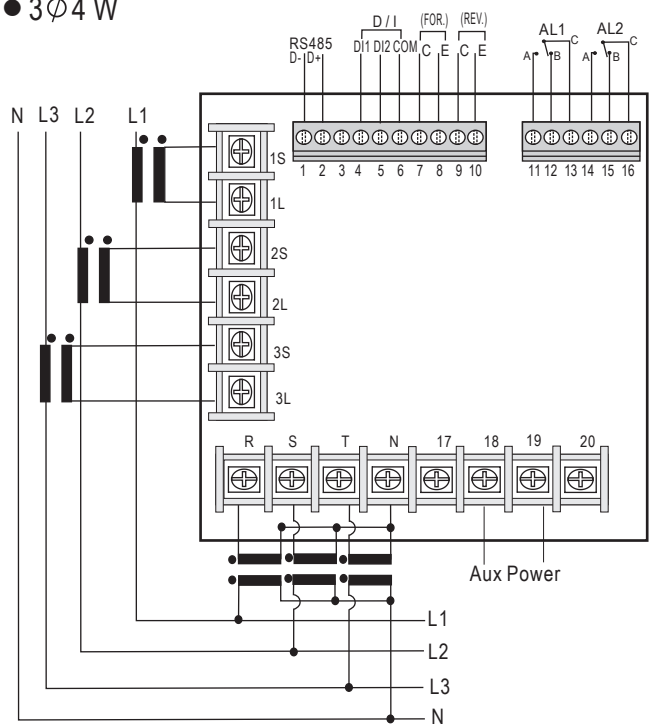 ● 3∅4 W
D / I (FOR.) (REV.) AL1 AL2
RS485 DI1 DI2 COM C E C E A B C A B C
D- D+
N L3 L2 L1
1S
1 2 3 4 5 6 7 8 9 10 11 12 13 14 15 16
1L
2S
2L
3S
3L
R S T N 17 18 19 20
Aux Power
L1
L2
L3
N